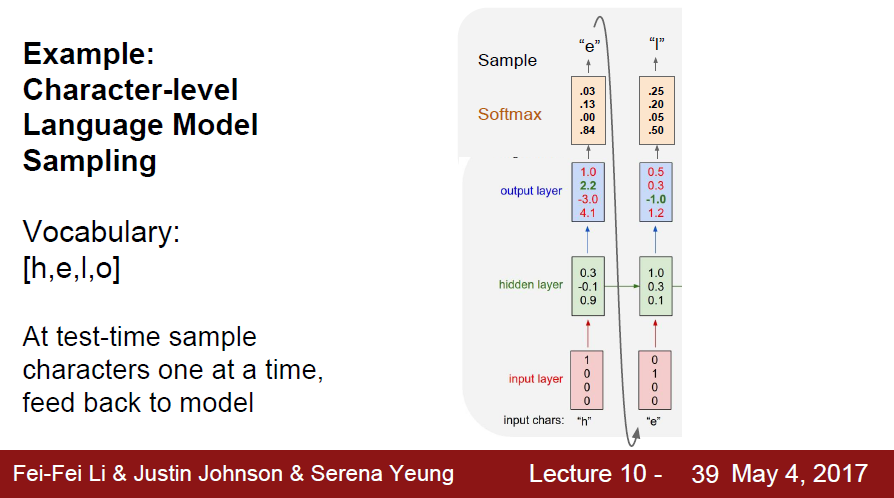 Example:
Character-level
Language Model
Sampling
Vocabulary:
[h,e,l,o]
At test-time sample
characters one at a time,
feed back to model
"e" "l"
Sample
Softmax
.03 .25
.13 .20
.00 .05
.84 .50
output layer
1.0 0.5
2.2 0.3
-3.0 -1.0
4.1 1.2
hidden layer
0.3 1.0
-0.1 0.3
0.9 0.1
input layer
1 0
0 1
0 0
0 0
input chars: "h" "e"
Fei-Fei Li & Justin Johnson & Serena Yeung Lecture 10 - 39 May 4, 2017